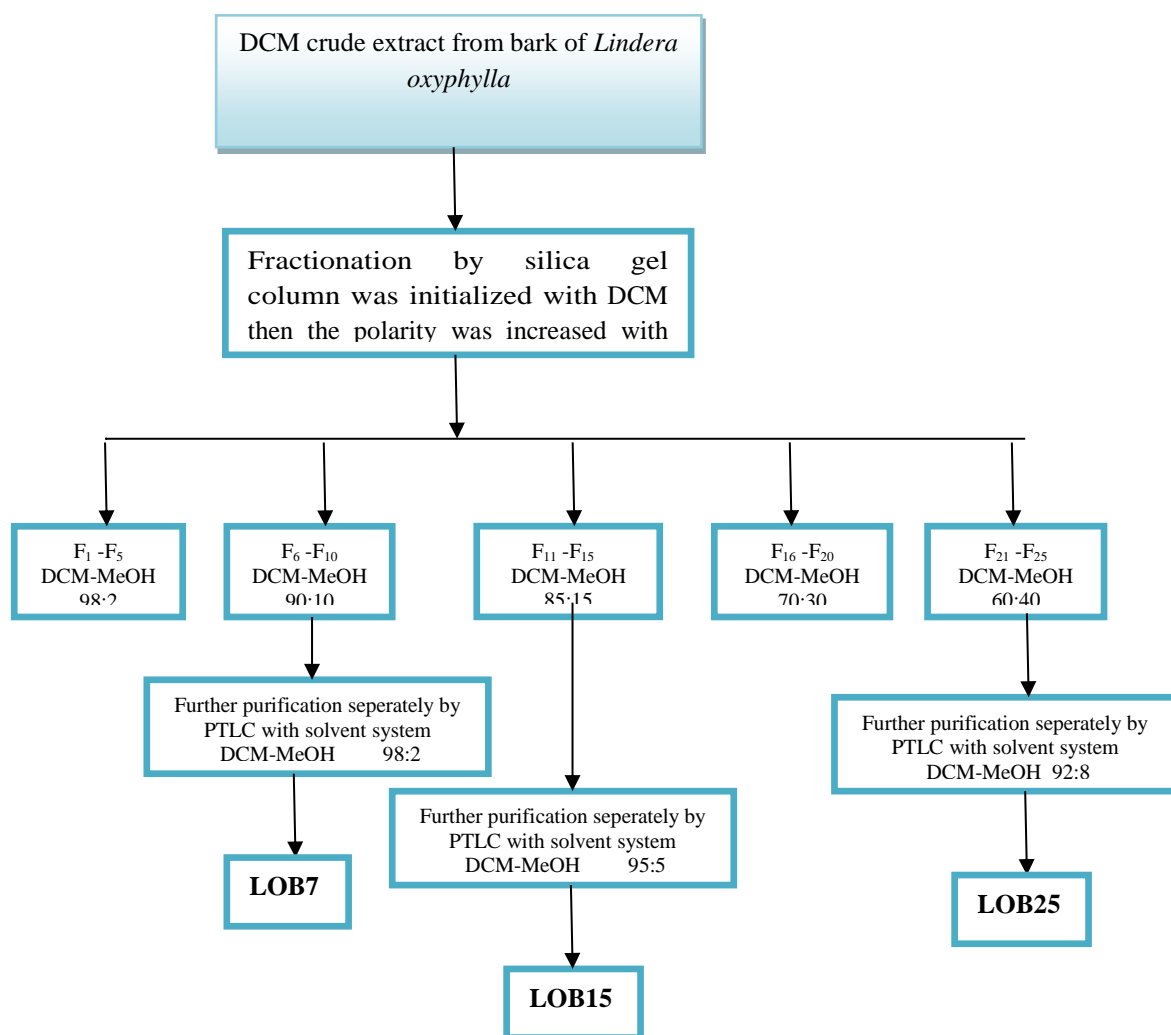 DCM crude extract from bark of Lindera
oxyphylla
Fractionation by silica gel
column was initialized with DCM
then the polarity was increased with
F1 -F5
DCM-MeOH
98:2
F6 -F10
DCM-MeOH
90:10
F11 -F15
DCM-MeOH
85:15
F16 -F20
DCM-MeOH
70:30
F21 -F25
DCM-MeOH
60:40
Further purification seperately by
PTLC with solvent system
DCM-MeOH 98:2
Further purification seperately by
PTLC with solvent system
DCM-MeOH 92:8
Further purification seperately by
PTLC with solvent system
DCM-MeOH 95:5
LOB7
LOB25
LOB15